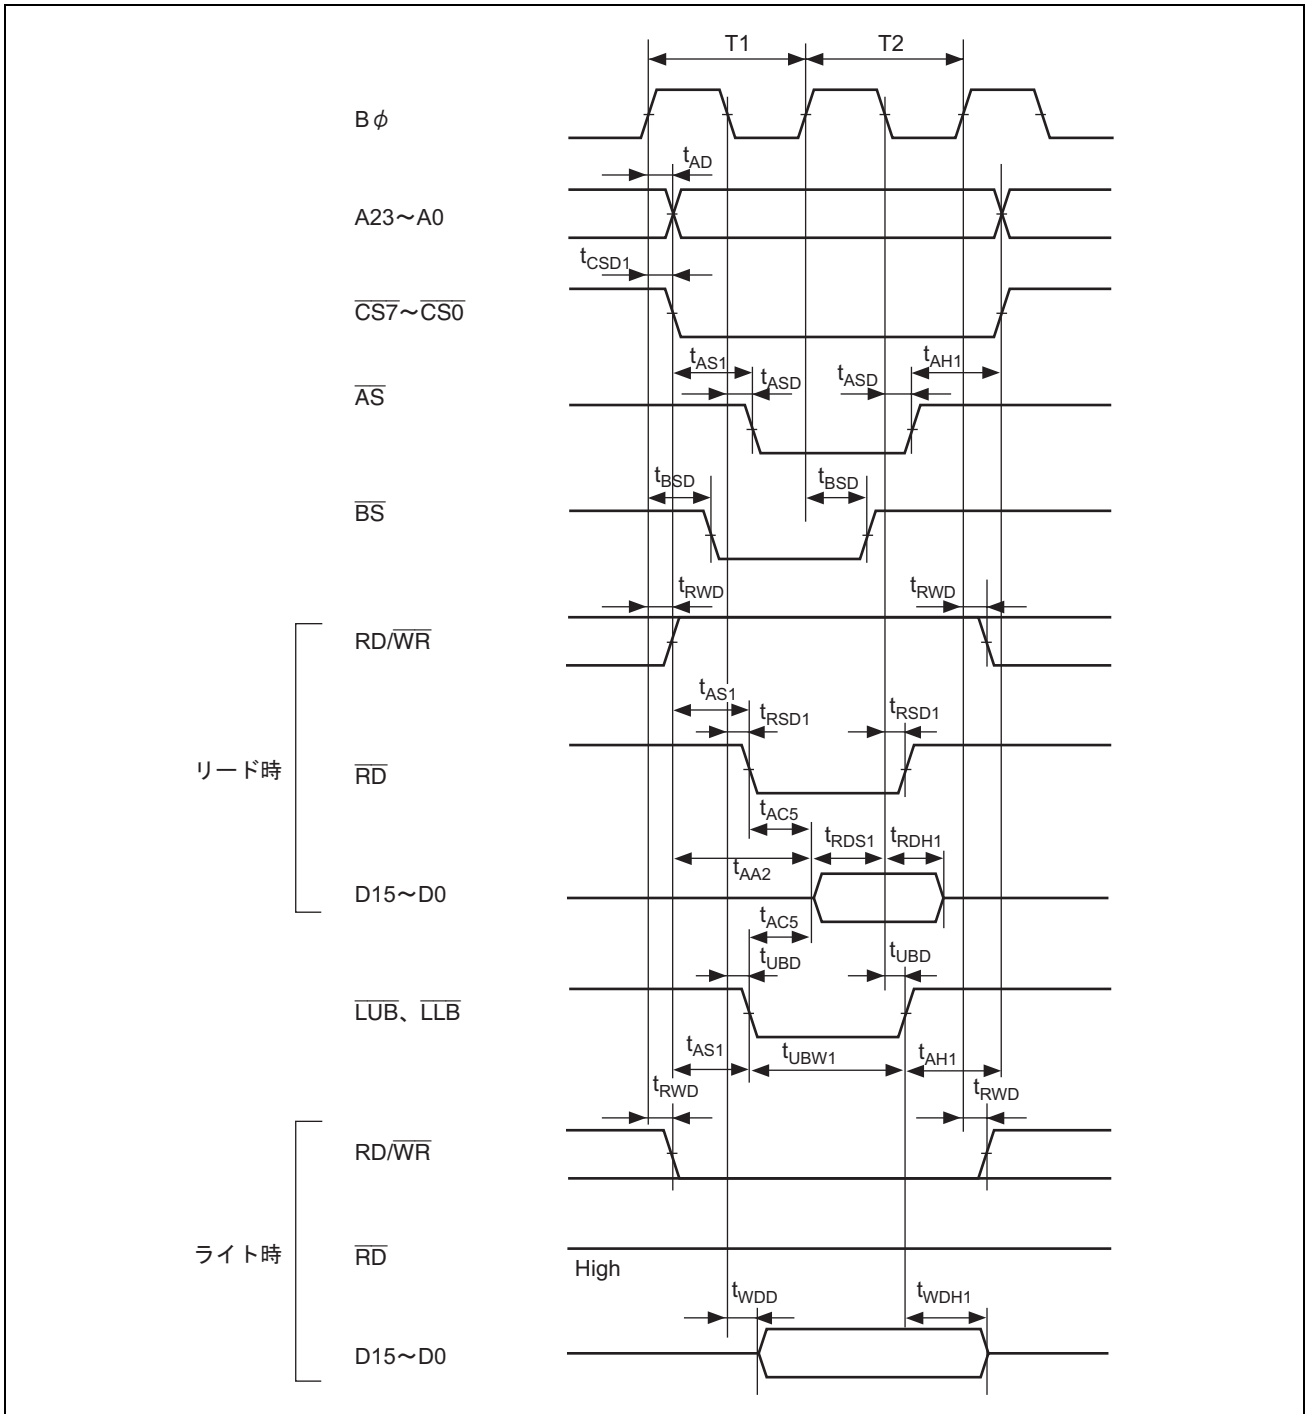 T1 T2
Bφ
tAD
A23～A0
tCSD1
CS7～CS0
tAS1 tASD tASD tAH1
AS
tBSD tBSD
BS
tRWD tRWD
RD/WR
tAS1 tRSD1 tRSD1
リード時
RD
tAC5
tRDS1 tRDH1
tAA2
D15～D0
tAC5
tUBD tUBD
LUB、LLB
tAS1 tUBW1 tAH1
tRWD tRWD
RD/WR
ライト時
RD
High
tWDD tWDH1
D15～D0